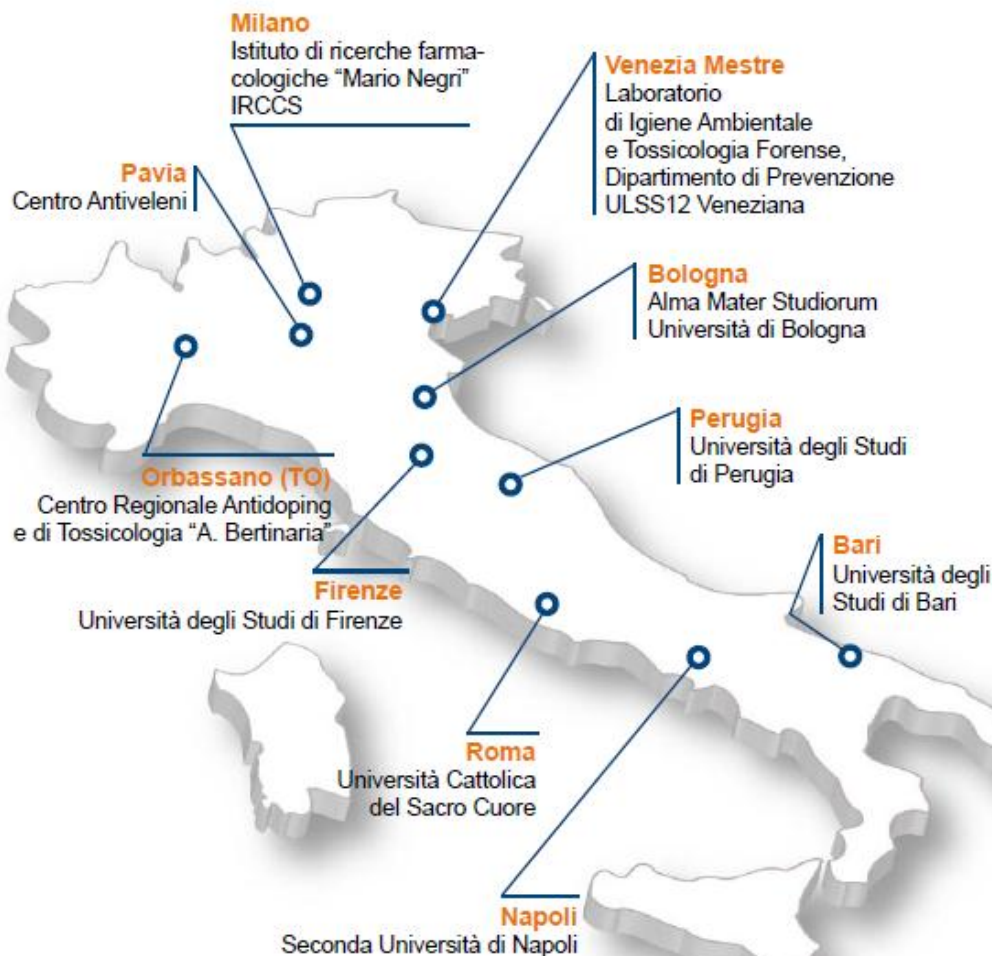 Milano
Istituto di ricerche farma-
cologiche “Mario Negri”
IRCCS
Venezia Mestre
Laboratorio
di Igiene Ambientale
e Tossicologia Forense,
Dipartimento di Prevenzione
ULSS12 Veneziana
Pavia
Centro Antiveleni
Bologna
Alma Mater Studiorum
Università di Bologna
Perugia
Università degli Studi
di Perugia
Orbassano (TO)
Centro Regionale Antidoping
e di Tossicologia “A. Bertinaria”
Bari
Università degli
Studi di Bari
Firenze
Università degli Studi di Firenze
Roma
Università Cattolica
del Sacro Cuore
Napoli
Seconda Università di Napoli